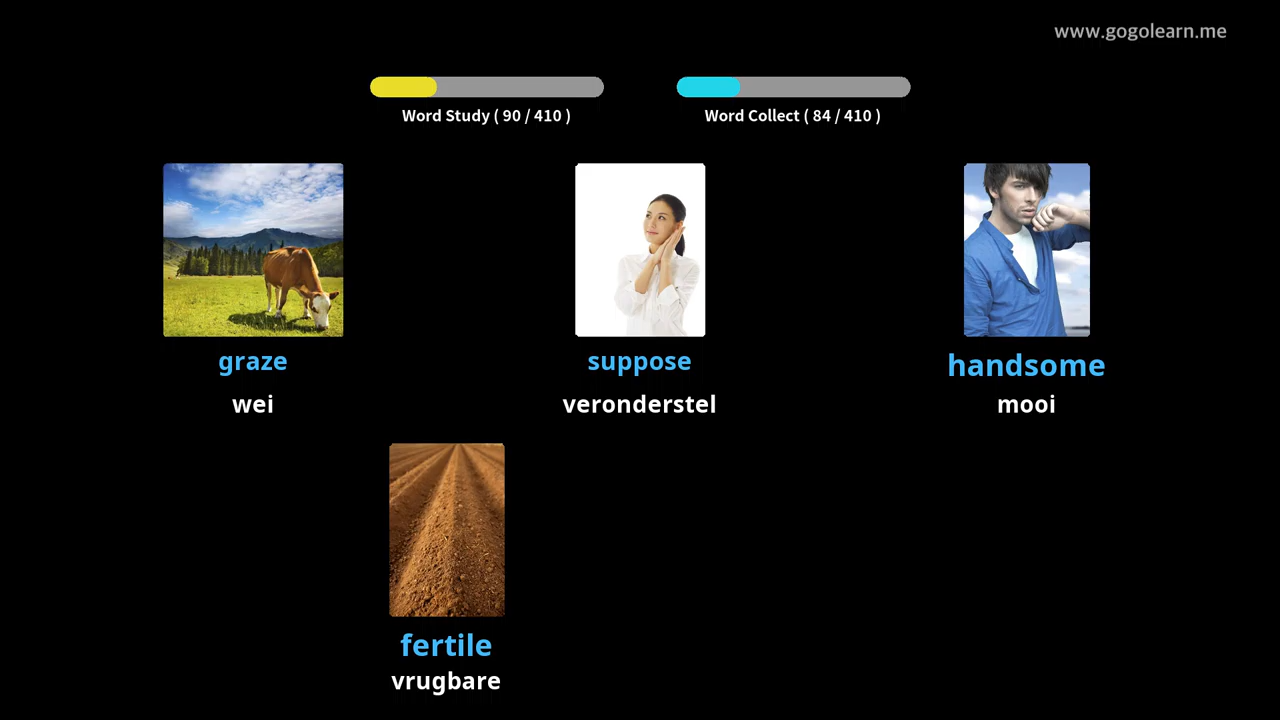 www.gogolearn.me
Word Study ( 90 / 410 )
Word Collect ( 84 / 410 )
graze
suppose
handsome
wei
veronderstel
mooi
fertile
vrugbare